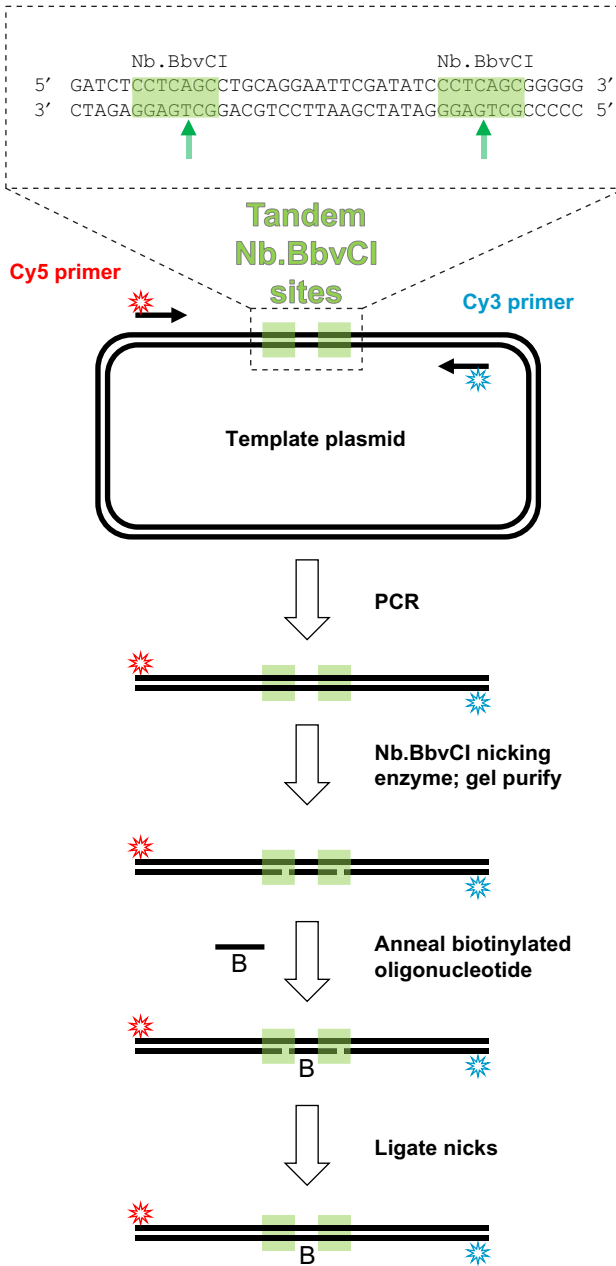 Nb.BbvCI Nb.BbvCI
5′ GATCTCCTCAGCCTGCAGGAATTCGATATCCCTCAGCGGGGG 3′
3′ CTAGAGGAGTCGGACGTCCTTAAGCTATAGGGAGTCGCCCCC 5′
Tandem
Nb.BbvCI
sites
Cy5 primer
Cy3 primer
Template plasmid
PCR
Nb.BbvCI nicking
enzyme; gel purify
B
Anneal biotinylated
oligonucleotide
B
Ligate nicks
B